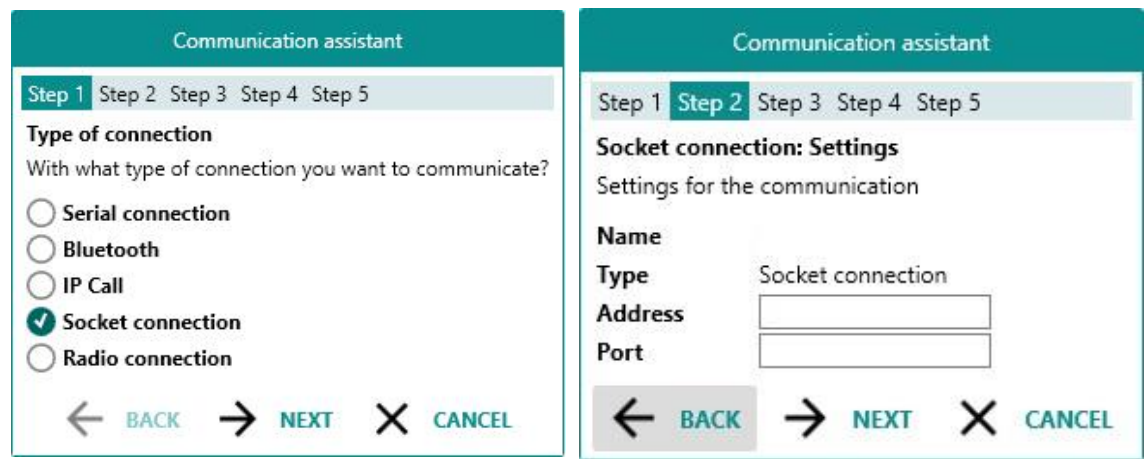 Communication assistant
Step 1 Step 2 Step 3 Step 4 Step 5
Type of connection
With what type of connection you want to communicate?
Serial connection
Bluetooth
IP Call
Socket connection
Radio connection
BACK NEXT CANCEL
Communication assistant
Step 1 Step 2 Step 3 Step 4 Step 5
Socket connection: Settings
Settings for the communication
Name
Type Socket connection
Address
Port
BACK NEXT CANCEL